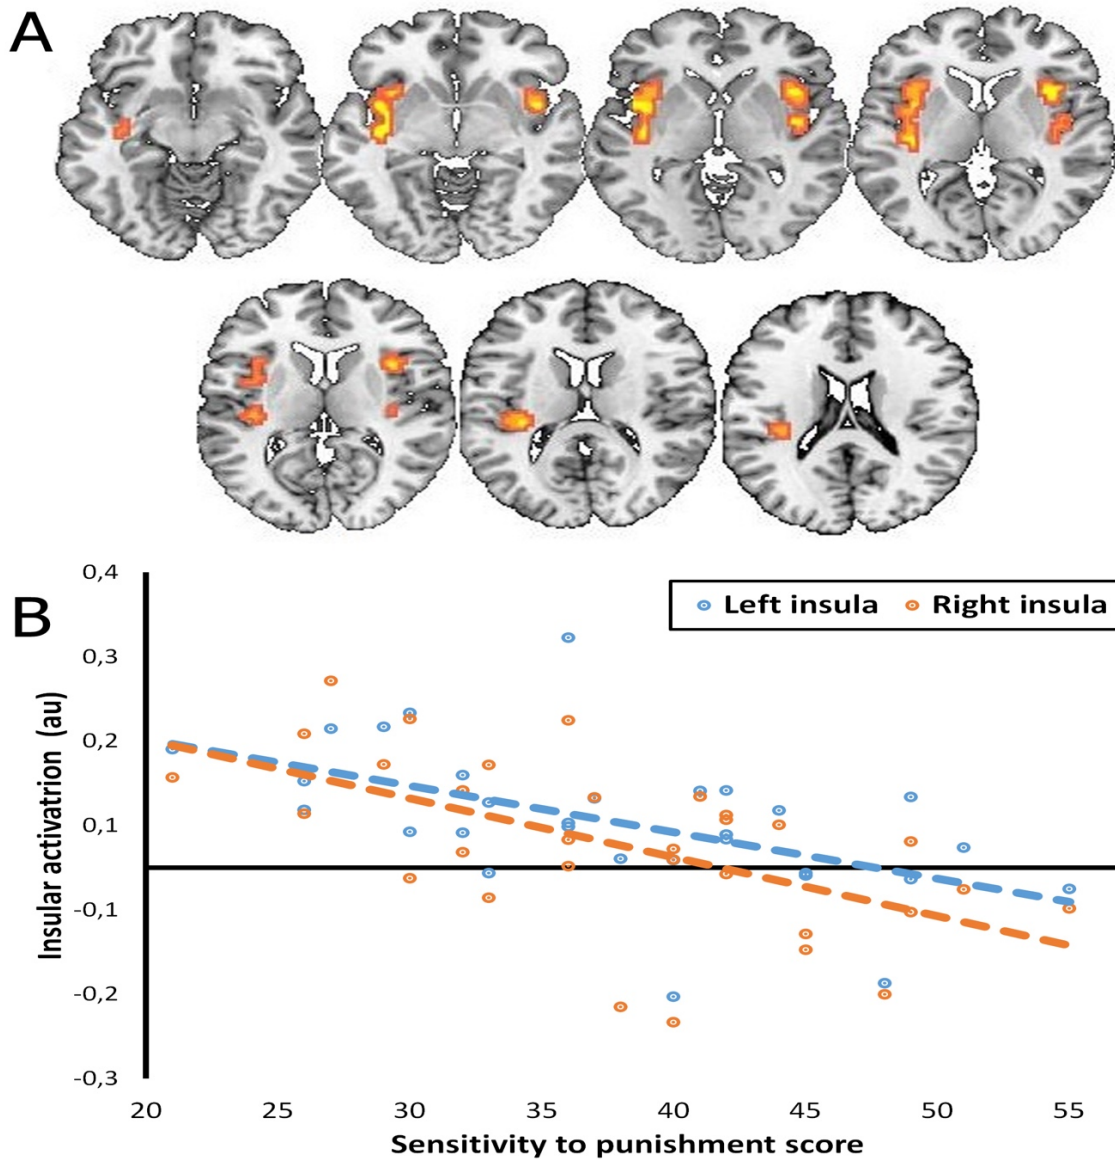 A
B
Left insula Right insula
Insular activatrion (au)
0,4
0,3
0,2
0,1
-0,1
-0,2
-0,3
20 25 30 35 40 45 50 55
Sensitivity to punishment score